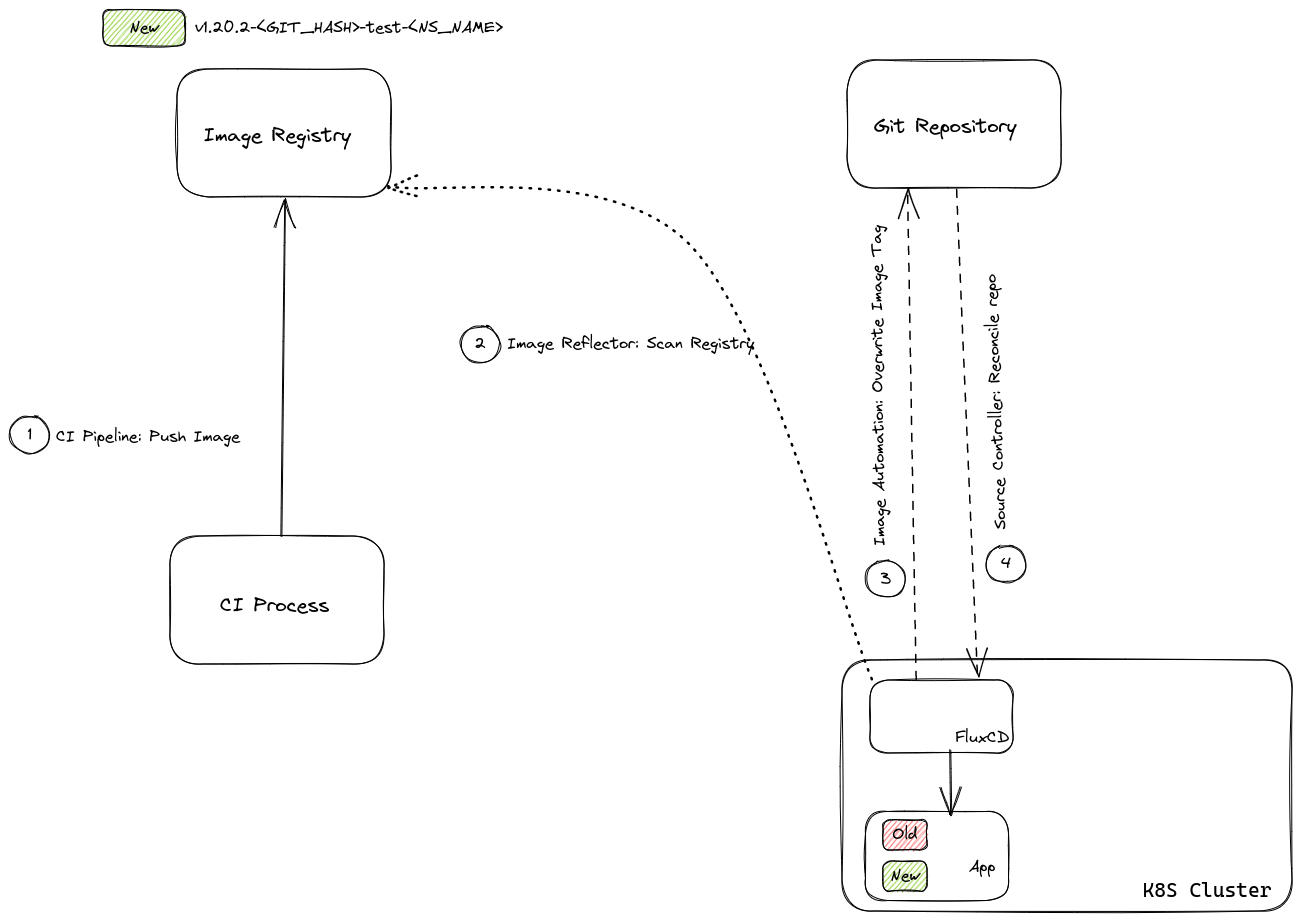 New
v1.20.2-<GIT_HASH>-test-<NS_NAME>
Image Registry
Git Repository
2
Image Reflector: Scan Registry
1
CI Pipeline: Push Image
CI Process
3
Image Automation: Overwrite Image Tag
4
Source Controller: Reconcile repo
FluxCD
Old
New
App
K8S Cluster